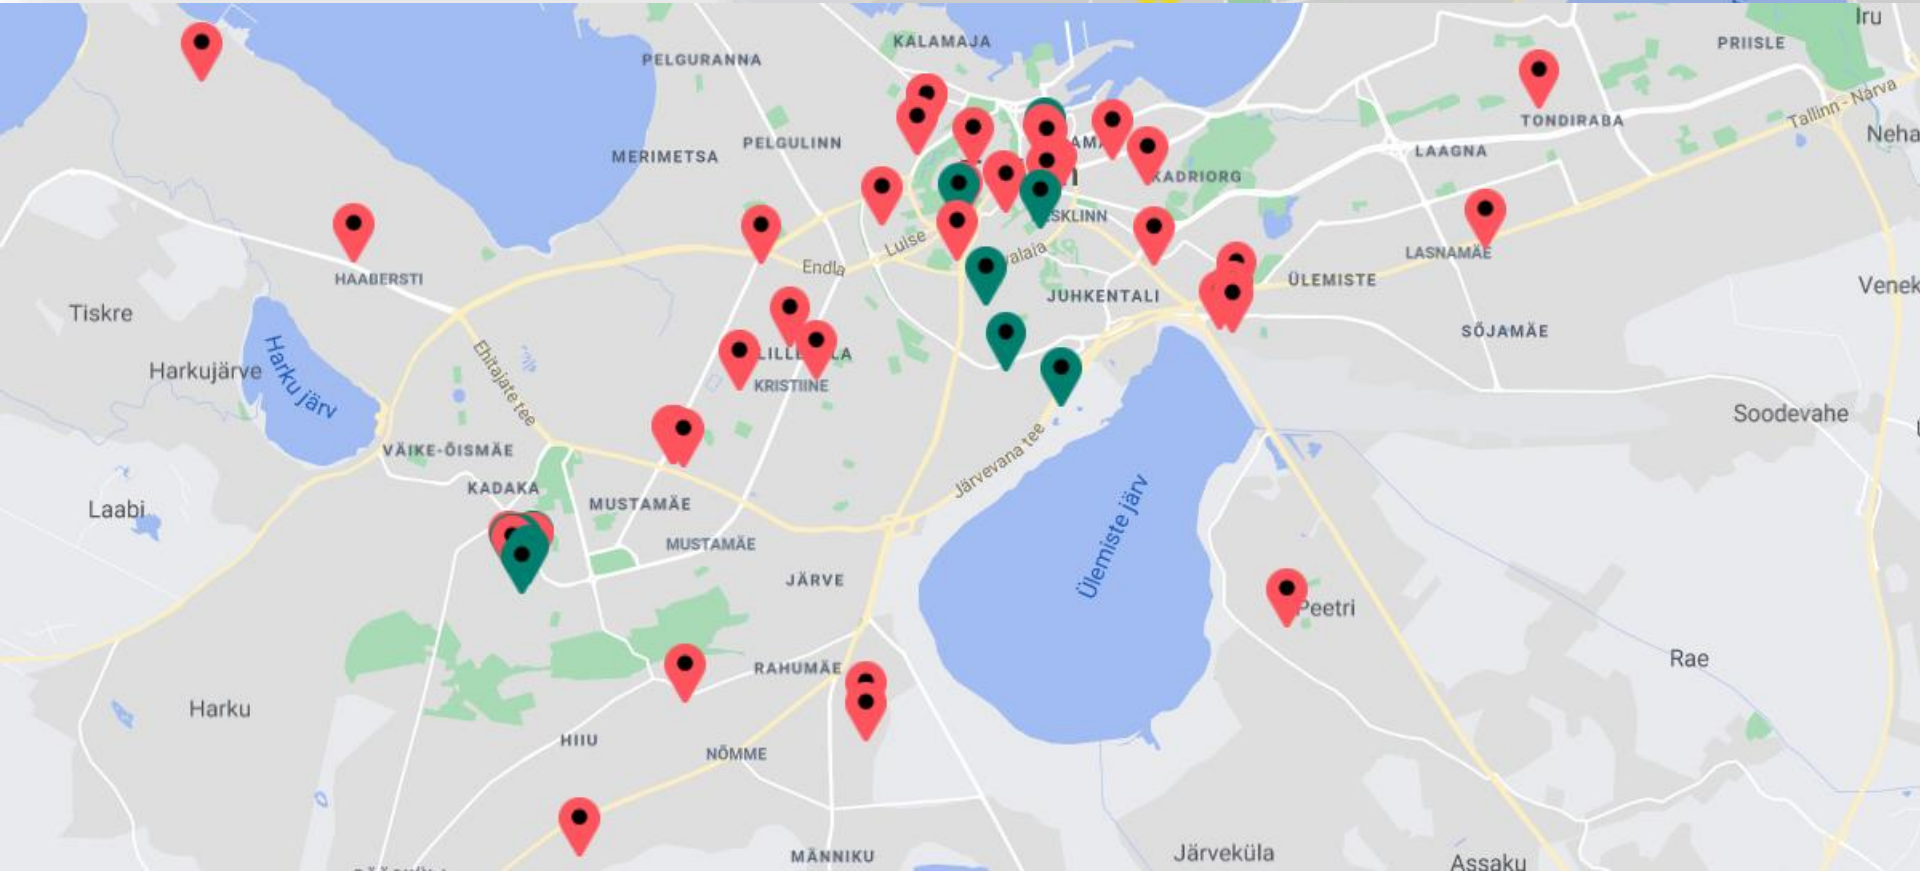 Iru
KALAMAJA
PRIISLE
PELGURANNA
Tallinn - Narva
TONDIRABA
Neha
PELGULINN
LAAGNA
MERIMETSA
KADRIORG
LASNAMÄE
Luise
Endla
HAABERSTI
ÜLEMISTE
Venek
JUHKENTALI
Tiskre
SÕJAMÄE
Harkujärve
Harku järv
Ehitajate tee
KRISTIINE
Soodevahe
VÄIKE-ÕISMÄE
Järvevana tee
KADAKA
MUSTAMÄE
Laabi
MUSTAMÄE
Ülemiste järv
JÄRVE
Peetri
RAHUMÄE
Rae
Harku
HIIU
NÕMME
MÄNNIKU
Järveküla
Assaku